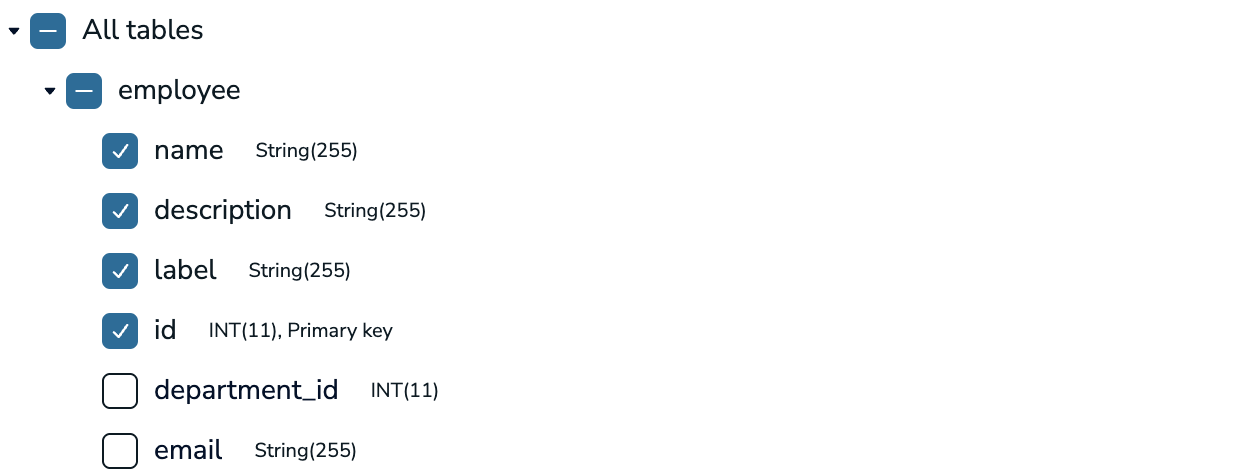 All tables
employee
name String(255)
description String(255)
label String(255)
id INT(11), Primary key
department_id INT(11)
email String(255)